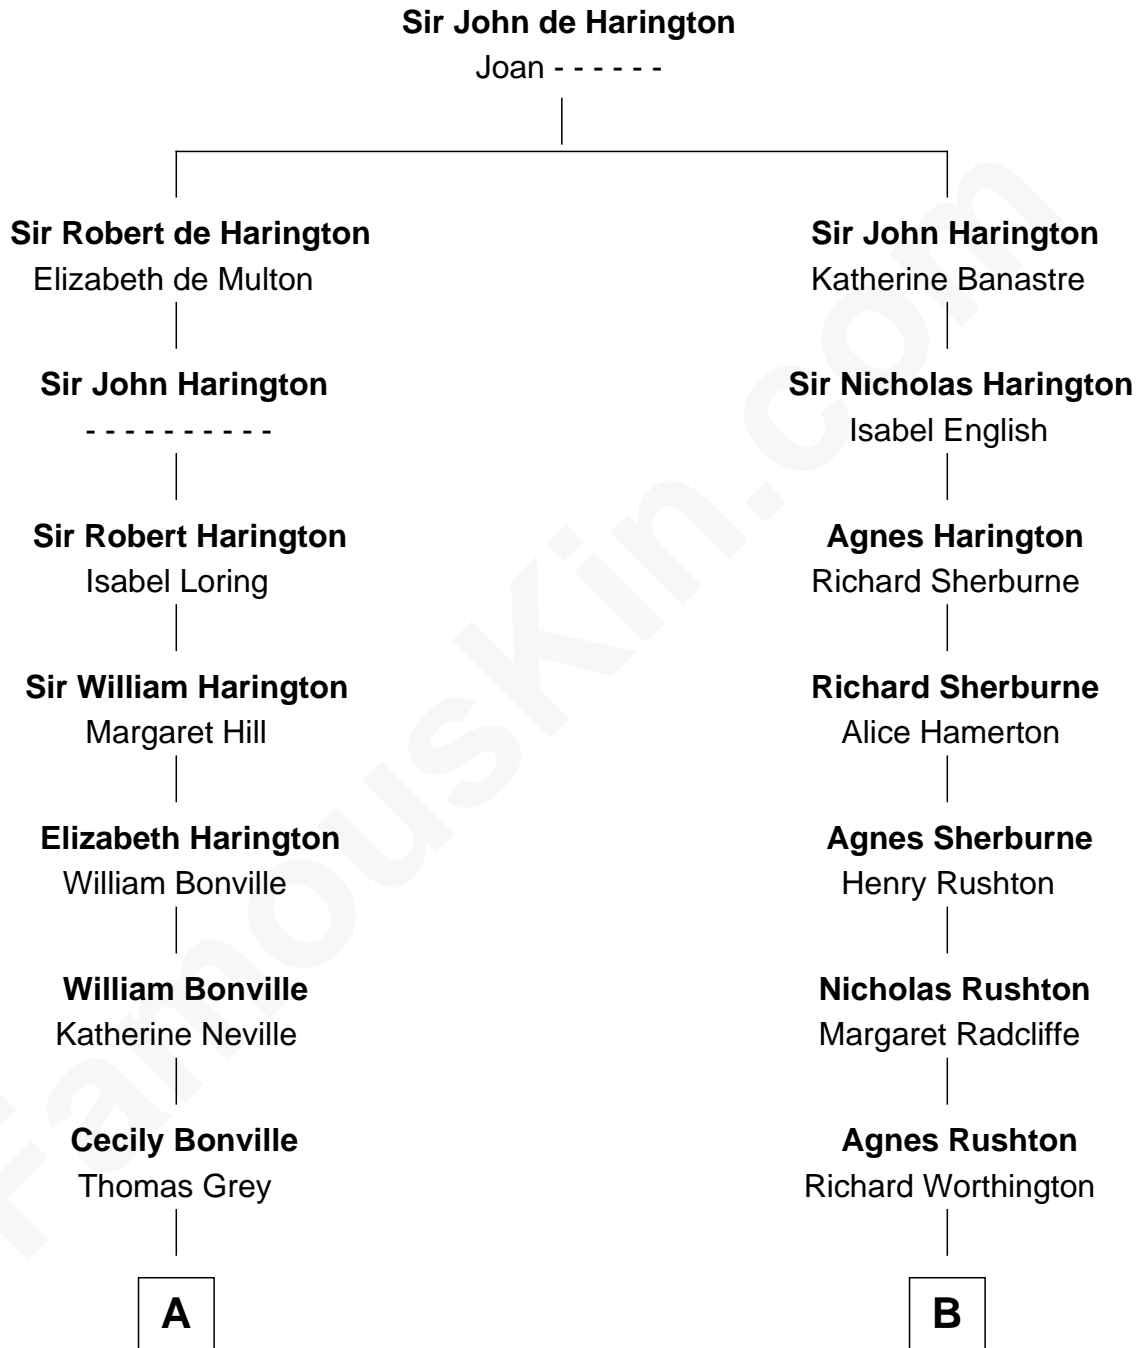 Sir John de Harington
Joan - - - - - -
Sir Robert de Harington
Elizabeth de Multon
Sir John Harington
Katherine Banastre
Sir John Harington
- - - - - - - - - -
Sir Nicholas Harington
Isabel English
Sir Robert Harington
Isabel Loring
Agnes Harington
Richard Sherburne
Sir William Harington
Margaret Hill
Richard Sherburne
Alice Hamerton
Elizabeth Harington
William Bonville
Agnes Sherburne
Henry Rushton
William Bonville
Katherine Neville
Nicholas Rushton
Margaret Radcliffe
Cecily Bonville
Thomas Grey
Agnes Rushton
Richard Worthington
A
B
FamousKin.com